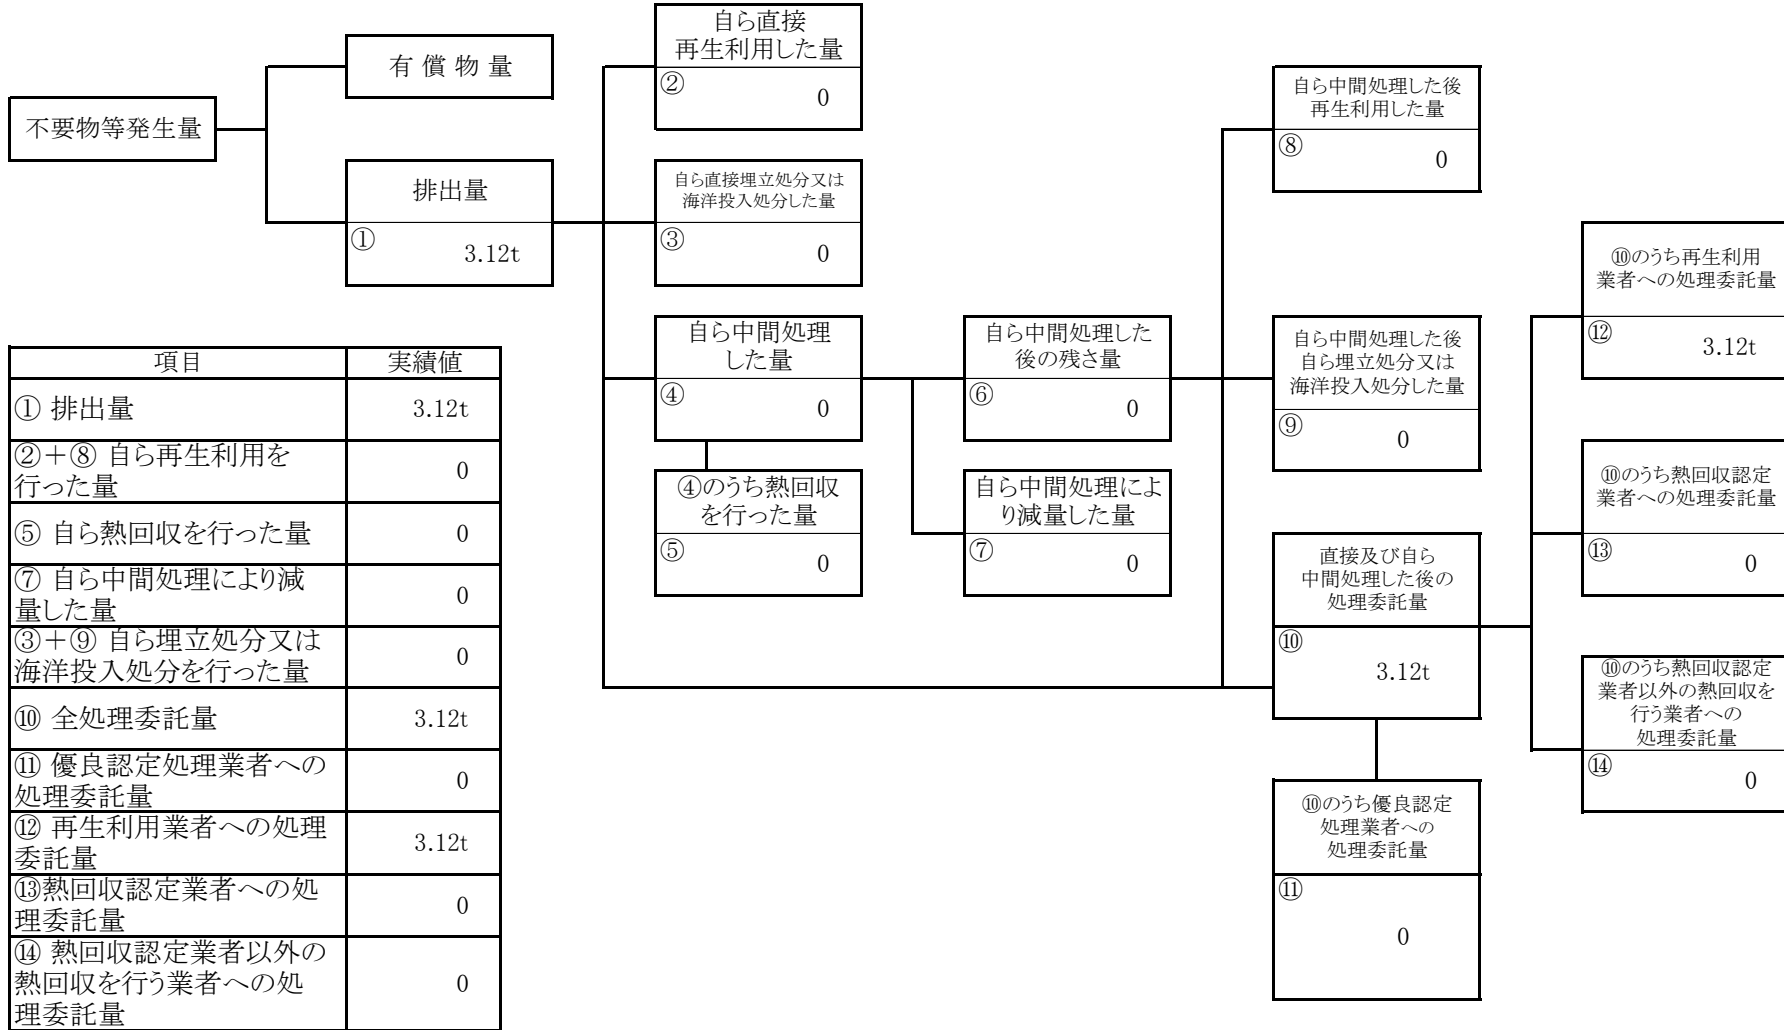 自ら直接
再生利用した量
②
0
有 償 物 量
不要物等発生量
排出量
①
3.12t
自ら直接埋立処分又は
海洋投入処分した量
③
0
自ら中間処理した後
再生利用した量
⑧
0
自ら中間処理
した量
④
0
自ら中間処理した
後の残さ量
⑥
0
自ら中間処理した後
自ら埋立処分又は
海洋投入処分した量
⑨
0
④のうち熱回収
を行った量
⑤
0
自ら中間処理によ
り減量した量
⑦
0
直接及び自ら
中間処理した後の
処理委託量
⑩
3.12t
⑩のうち優良認定
処理業者への
処理委託量
⑪
0
⑩のうち再生利用
業者への処理委託量
⑫
3.12t
⑩のうち熱回収認定
業者への処理委託量
⑬
0
⑩のうち熱回収認定
業者以外の熱回収を
行う業者への
処理委託量
⑭
0
項目 実績値
① 排出量 3.12t
②＋⑧ 自ら再生利用を
行った量 0
⑤ 自ら熱回収を行った量 0
⑦ 自ら中間処理により減
量した量 0
③＋⑨ 自ら埋立処分又は
海洋投入処分を行った量 0
⑩ 全処理委託量 3.12t
⑪ 優良認定処理業者への
処理委託量 0
⑫ 再生利用業者への処理
委託量 3.12t
⑬熱回収認定業者への処
理委託量 0
⑭ 熱回収認定業者以外の
熱回収を行う業者への処
理委託量 0